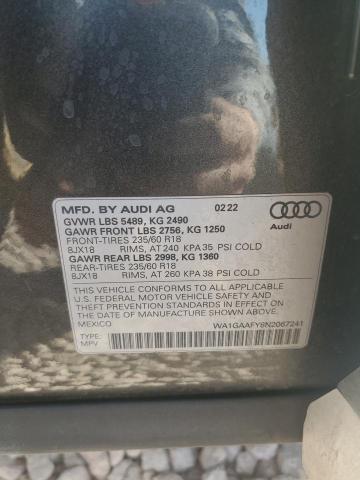 MFD. BY AUDI AG 02 22
GVWR LBS 5489, KG 2490
GAWR FRONT LBS 2756, KG 1250
FRONT-TIRES 235/60 R18
8JX18 RIMS, AT 240 KPA 35 PSI COLD
GAWR REAR LBS 2998, KG 1360
REAR-TIRES 235/60 R18
8JX18 RIMS, AT 260 KPA 38 PSI COLD
Audi
THIS VEHICLE CONFORMS TO ALL APPLICABLE
U.S. FEDERAL MOTOR VEHICLE SAFETY AND
THEFT PREVENTION STANDARDS IN EFFECT ON
THE DATE OF MANUFACTURE SHOWN ABOVE.
MEXICO WA1GAAFY8N2067241
TYPE:
MPV